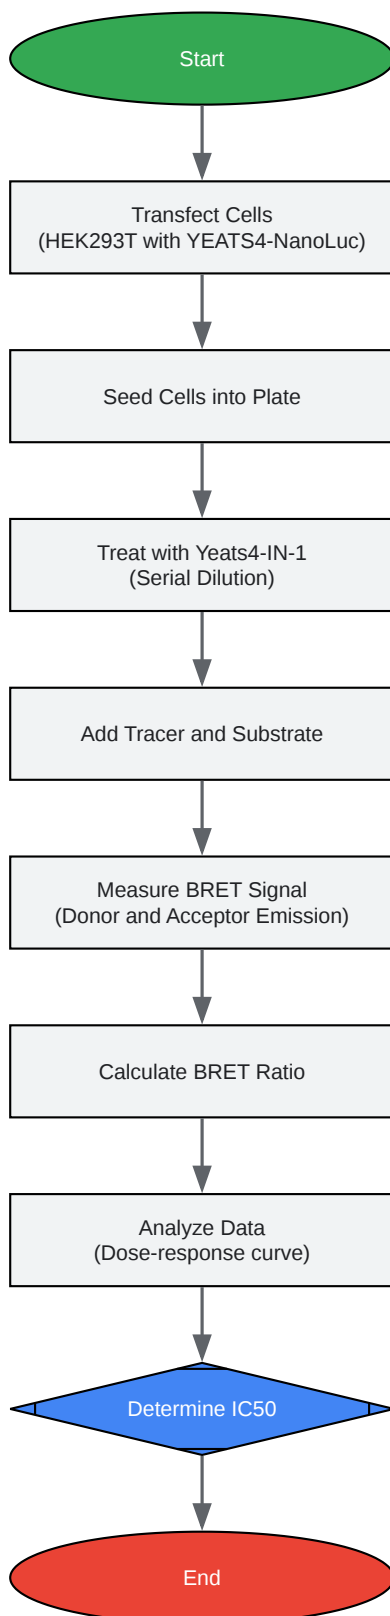 Start
Transfect Cells
(HEK293T with YEATS4-NanoLuc)
Seed Cells into Plate
Treat with Yeats4-IN-1
(Serial Dilution)
Add Tracer and Substrate
Measure BRET Signal
(Donor and Acceptor Emission)
Calculate BRET Ratio
Analyze Data
(Dose-response curve)
Determine IC50
End